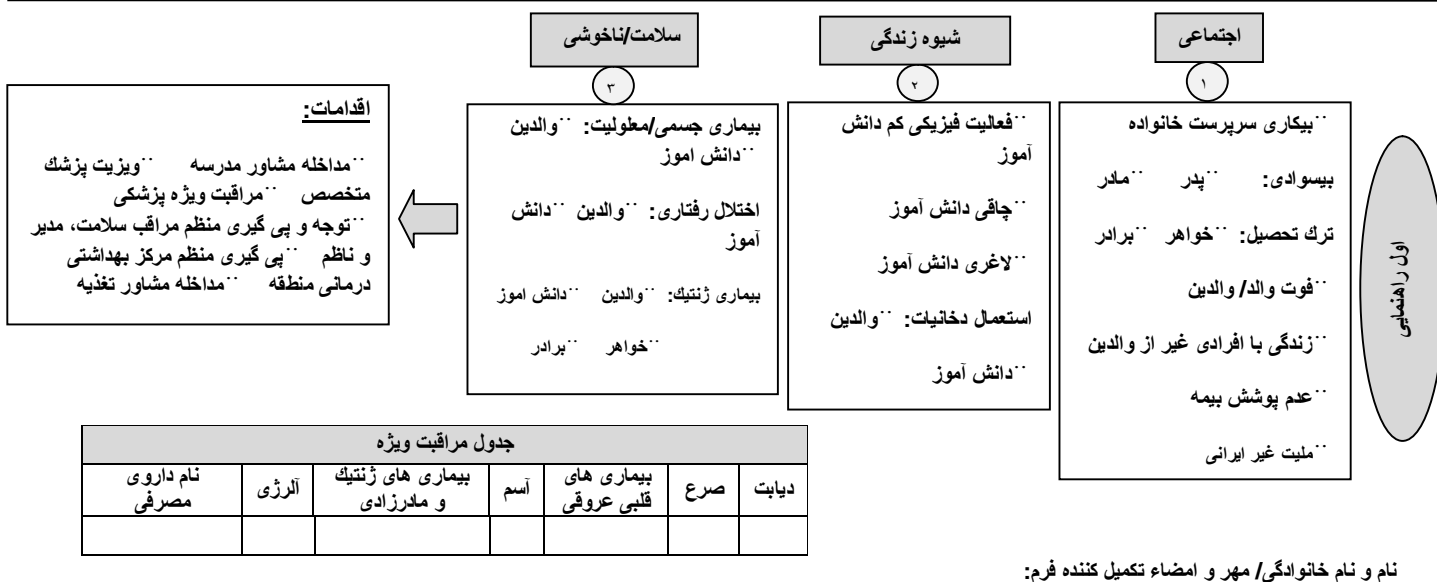 اجتماعی
۱
¨بیکاری سرپرست خانواده
بیسوادی: ¨پدر ¨مادر
ترك تحصیل: ¨خواهر ¨برادر
¨فوت والد/ والدین
¨زندگی با افرادی غیر از والدین
¨عدم پوشش بیمه
¨ملیت غیر ایرانی
شیوه زندگی
۲
¨فعالیت فیزیکی کم دانش
آموز
¨چاقی دانش آموز
¨لاغری دانش آموز
استعمال دخانیات: ¨والدین
¨دانش آموز
سلامت/ناخوشی
۳
بیماری جسمی/معلولیت: ¨والدین
¨دانش اموز
اختلال رفتاری: ¨والدین ¨دانش
آموز
بیماری ژنتیك: ¨والدین ¨دانش اموز
¨خواهر ¨برادر
اقدامات:
¨مداخله مشاور مدرسه ¨ویزیت پزشك
متخصص ¨مراقبت ویژه پزشکی
¨توجه و پی گیری منظم مراقب سلامت، مدیر
و ناظم ¨پی گیری منظم مرکز بهداشتی
درمانی منطقه ¨مداخله مشاور تغذیه
اول راهنمایی
جدول مراقبت ویژه
دیابت
صرع
بیماری های
قلبی عروقی
آسم
بیماری های ژنتیك
و مادرزادی
آلرژی
نام داروی
مصرفی
نام و نام خانوادگی/ مهر و امضاء تکمیل کننده فرم: